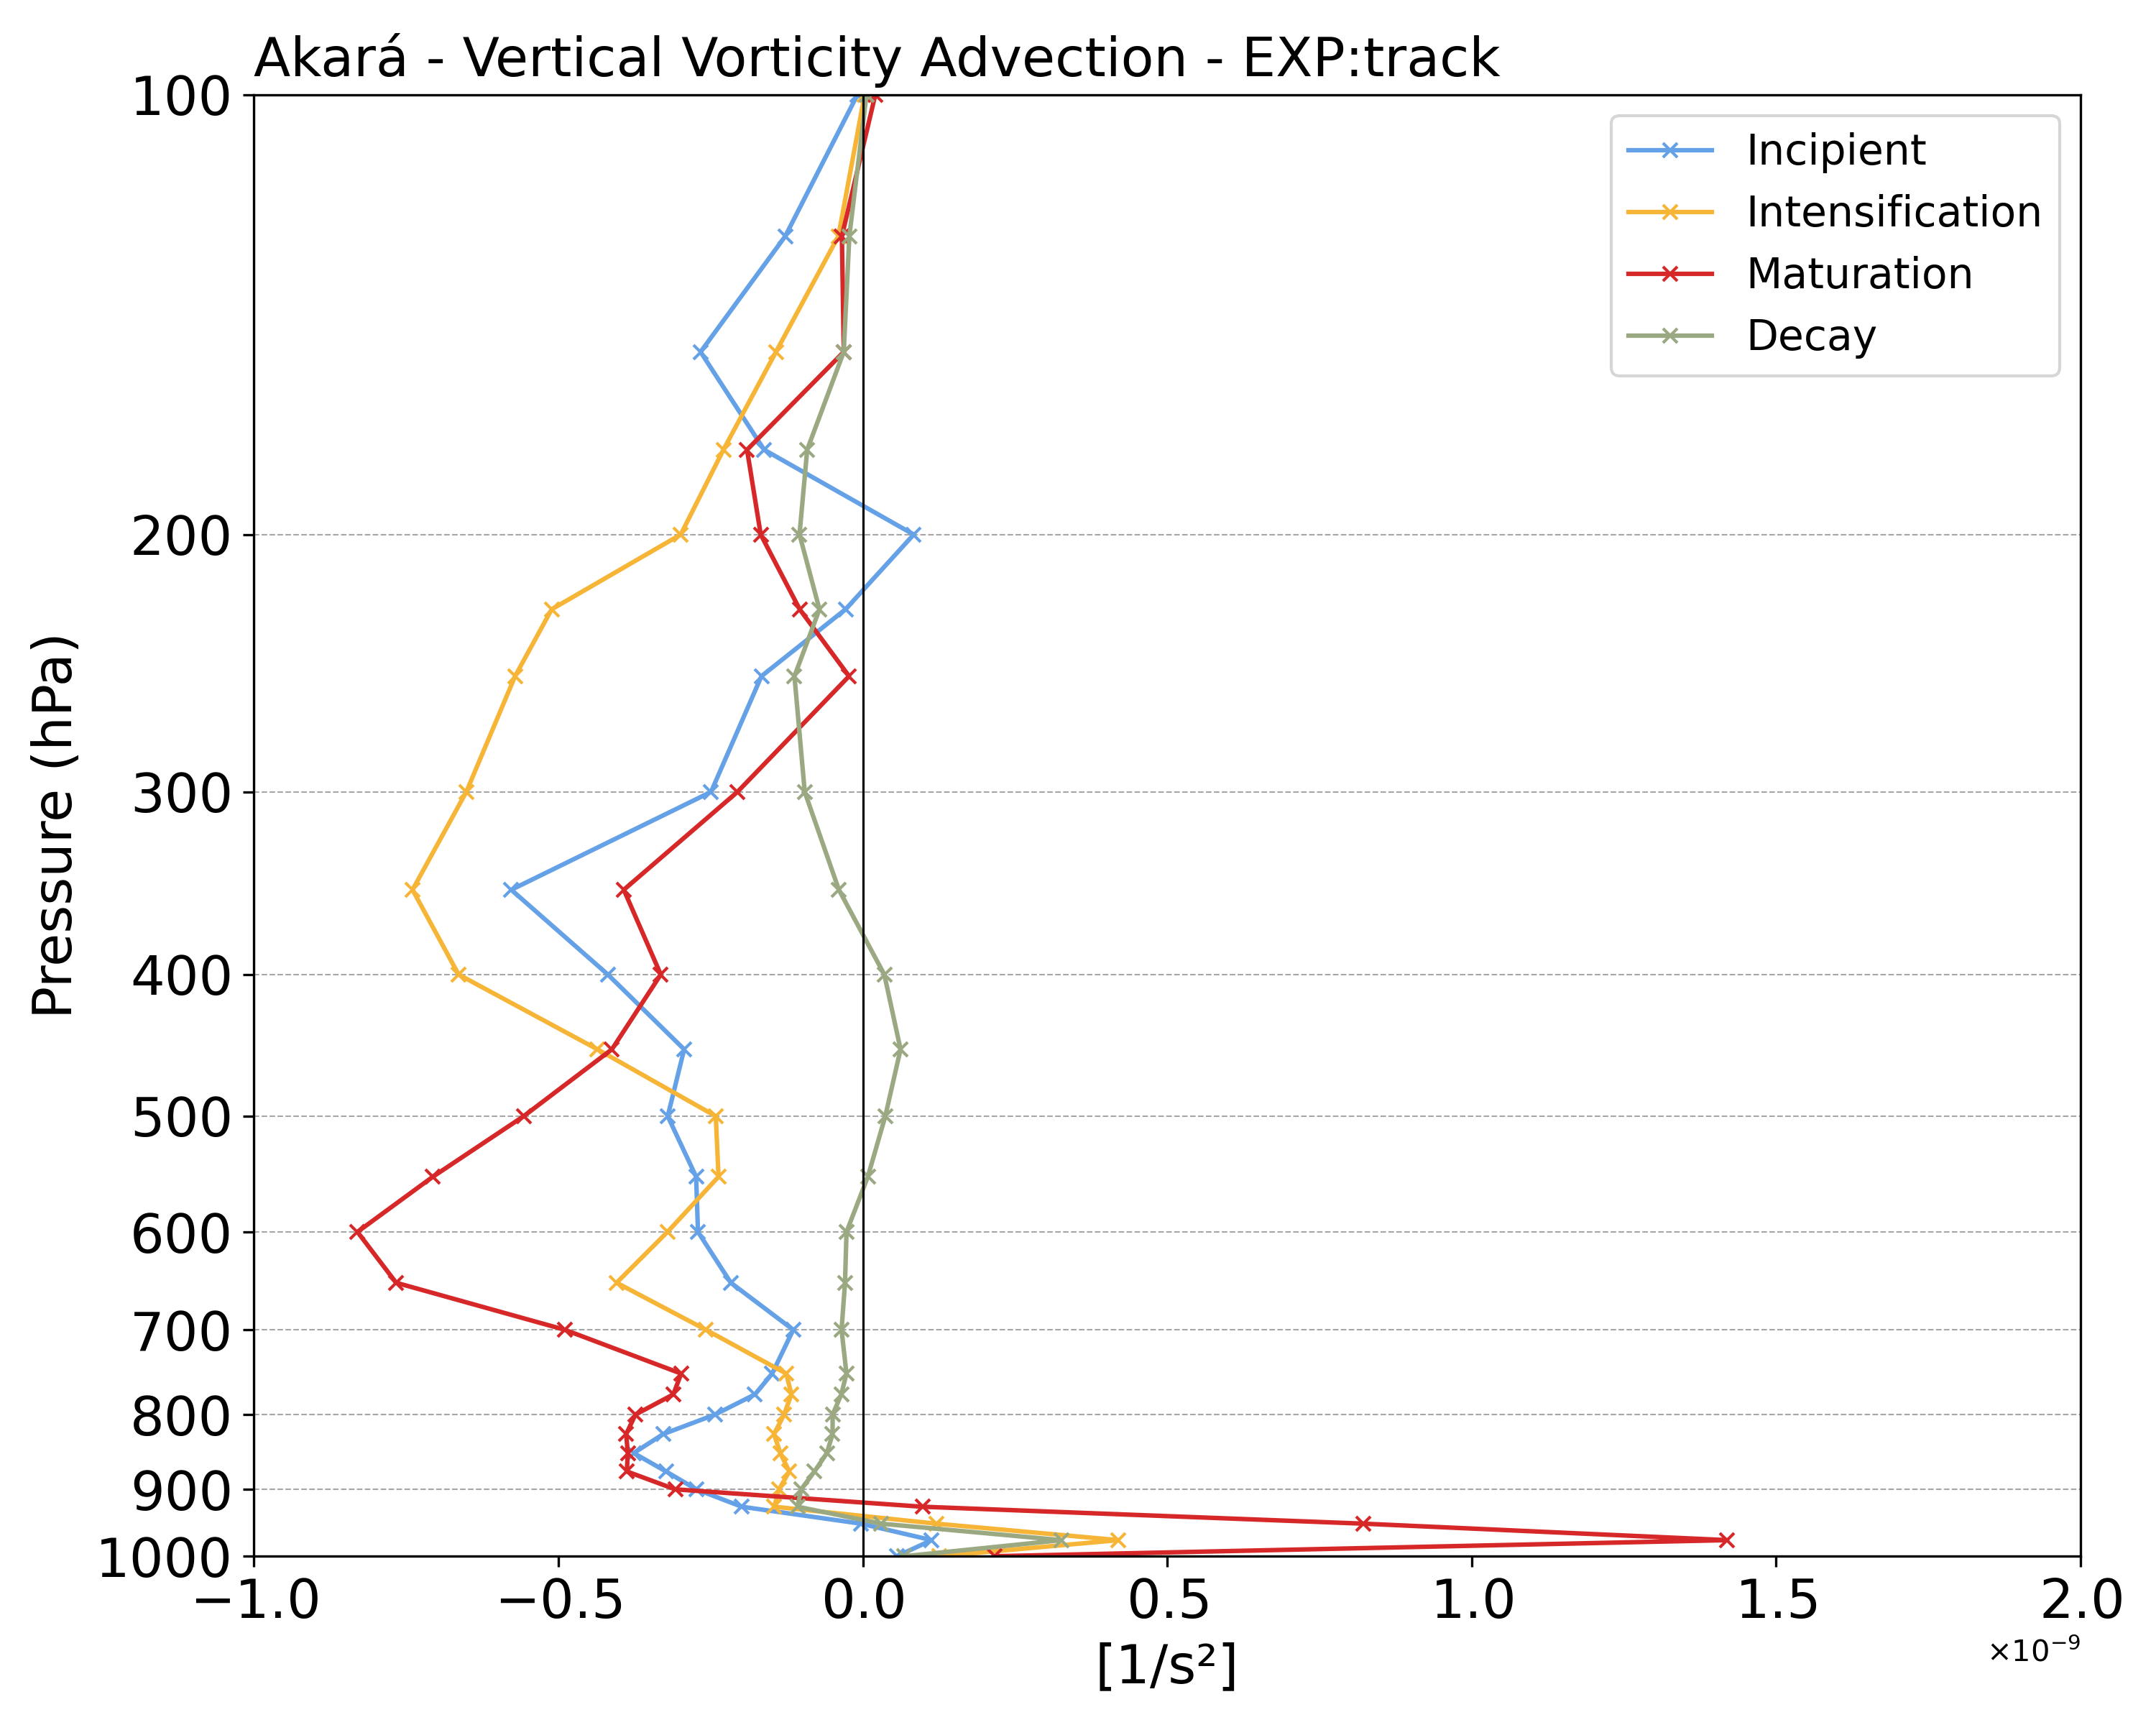 Akará - Vertical Vorticity Advection - EXP:track
100
200
300
400
500
600
700
800
900
1000
Pressure (hPa)
Incipient
Intensification
Maturation
Decay
−1.0 −0.5 0.0 0.5 1.0 1.5 2.0
×10⁻⁹
[1/s²]